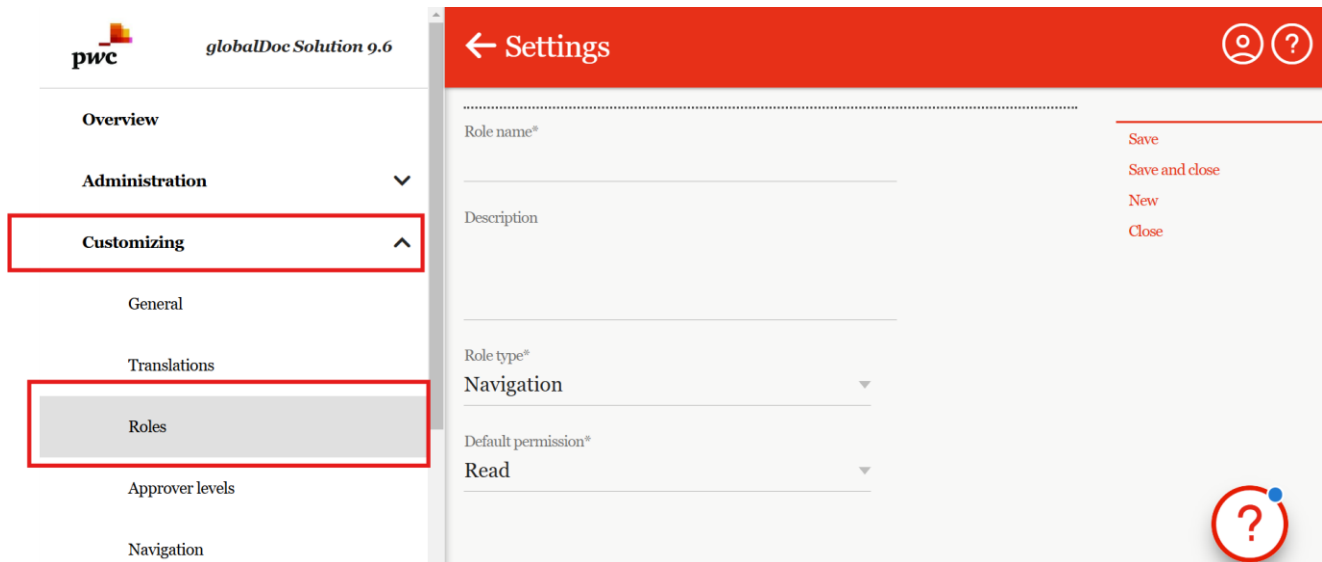 pwc
globalDoc Solution 9.6
Overview
Administration
Customizing
General
Translations
Roles
Approver levels
Navigation
← Settings
?
Role name*
Description
Role type*
Navigation
Default permission*
Read
Save
Save and close
New
Close
?